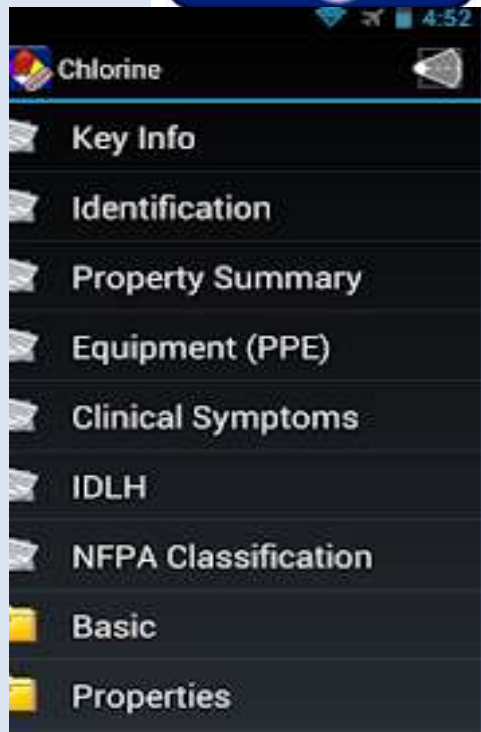 4:52
Chlorine
Key Info
Identification
Property Summary
Equipment (PPE)
Clinical Symptoms
IDLH
NFPA Classification
Basic
Properties